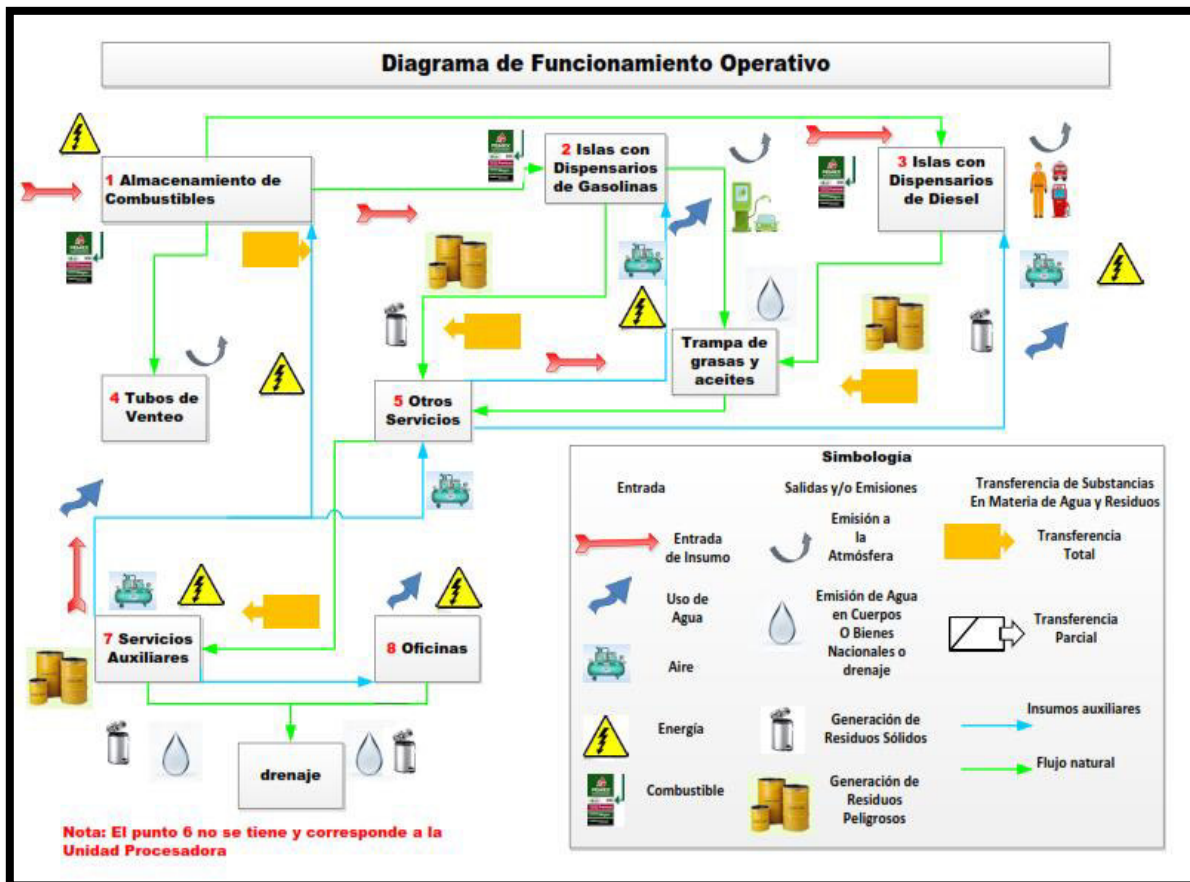 Diagrama de Funcionamiento Operativo
1 Almacenamiento de
Combustibles
2 Islas con
Dispensarios
de Gasolinas
3 Islas con
Dispensarios
de Diesel
Trampa de
grasas y
aceites
4 Tubos de
Venteo
5 Otros
Servicios
7 Servicios
Auxiliares
8 Oficinas
drenaje
Nota: El punto 6 no se tiene y corresponde a la
Unidad Procesadora
Simbologia
Entrada
Salidas y/o Emisiones
Transferencia de Substancias
En Materia de Agua y Residuos
Entrada
de Insumo
Emisión a
la
Atmósfera
Transferencia
Total
Uso de
Agua
Emisión de Agua
en Cuerpos
O Bienes
Nacionales o
drenaje
Transferencia
Parcial
Aire
Energía
Generación de
Residuos Sólidos
Insumos auxiliares
Combustible
Generación de
Residuos
Peligrosos
Flujo natural